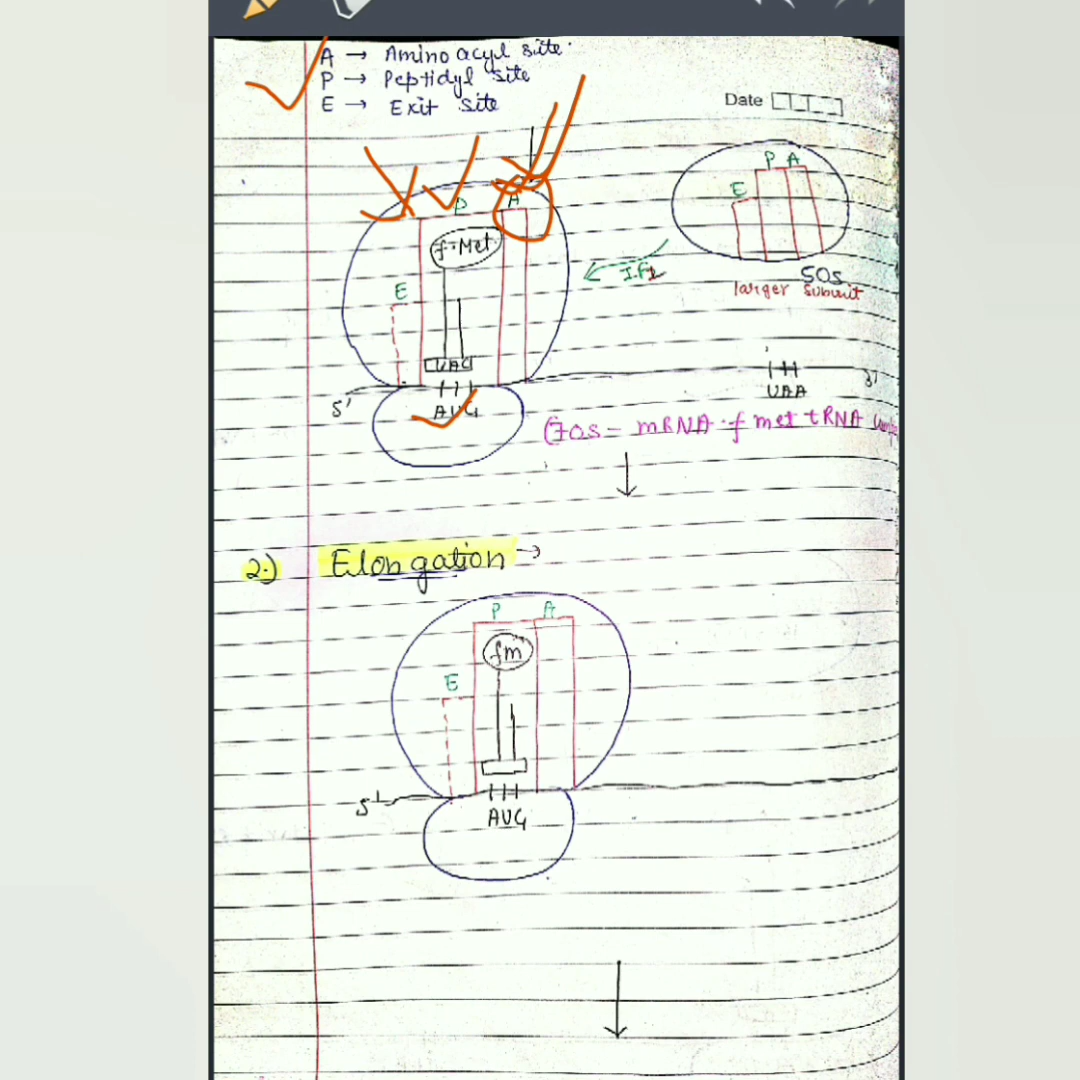 A → Amino acyl site.
P → Peptidyl site
E → Exit site
Date
P A
E
50s
larger subunit
I.F2
P A
f-Met
E
UAC
5'
AUG
UAA
3'
(70s - mRNA - f met tRNA
2.) Elongation →
P A
fm
E
5'
AUG